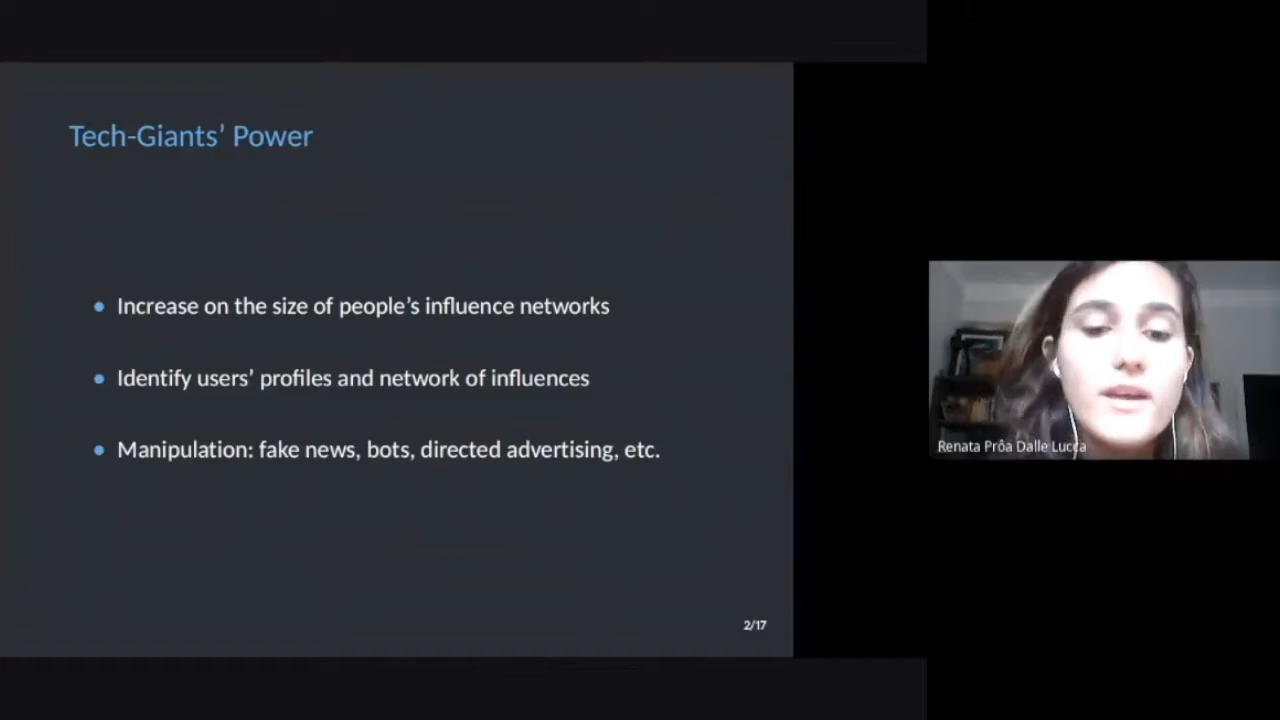 Tech-Giants’ Power
• Increase on the size of people’s influence networks
• Identify users’ profiles and network of influences
• Manipulation: fake news, bots, directed advertising, etc.
2/17
Renata Prôa Dalle Lucca